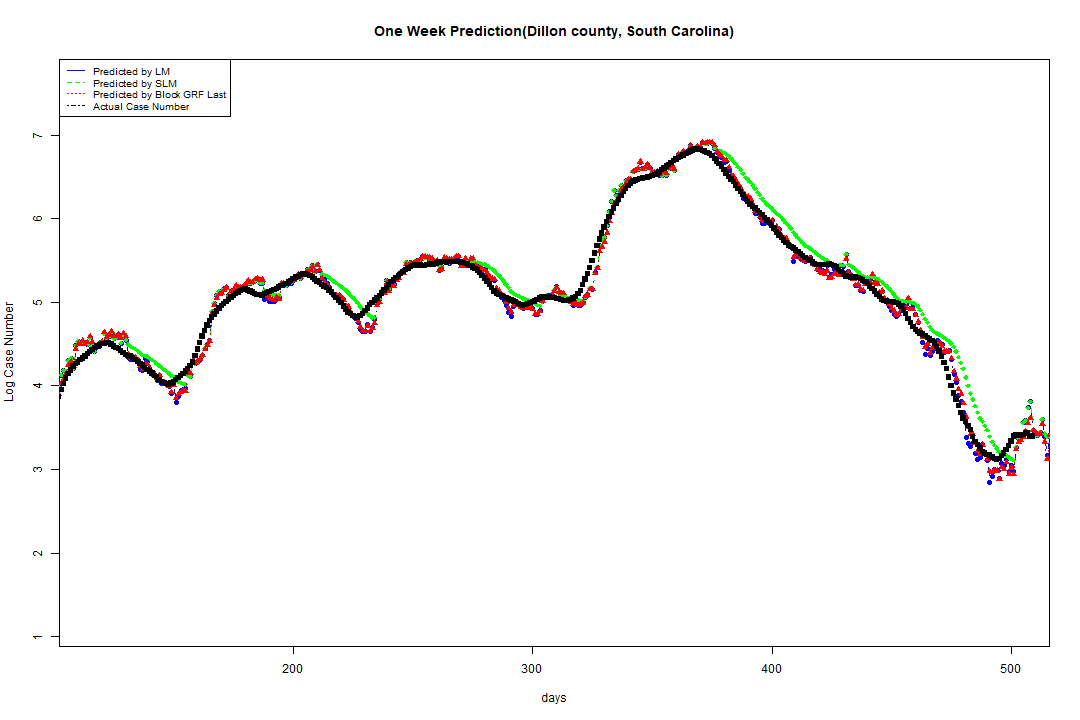 One Week Prediction(Dillon county, South Carolina)
Predicted by LM
Predicted by SLM
Predicted by Block GRF Last
Actual Case Number
7
6
5
4
3
2
1
Log Case Number
200
300
400
500
days